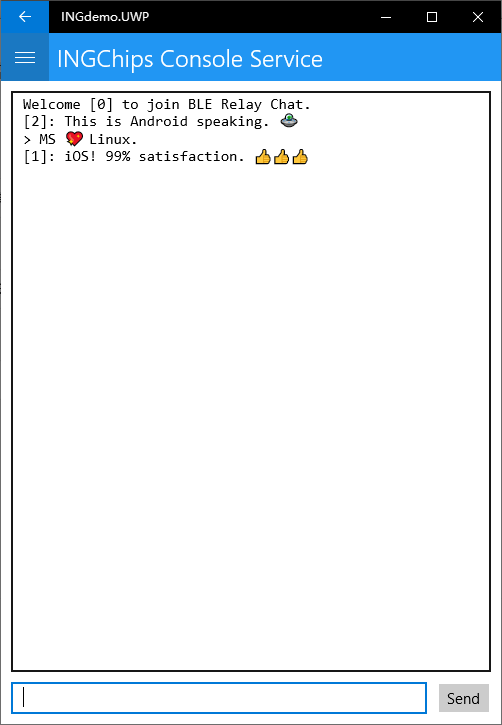 INGdemo.UWP
INGChips Console Service
Welcome [0] to join BLE Relay Chat.
[2]: This is Android speaking. 🛸
> MS 💖 Linux.
[1]: iOS! 99% satisfaction. 👍👍👍
Send